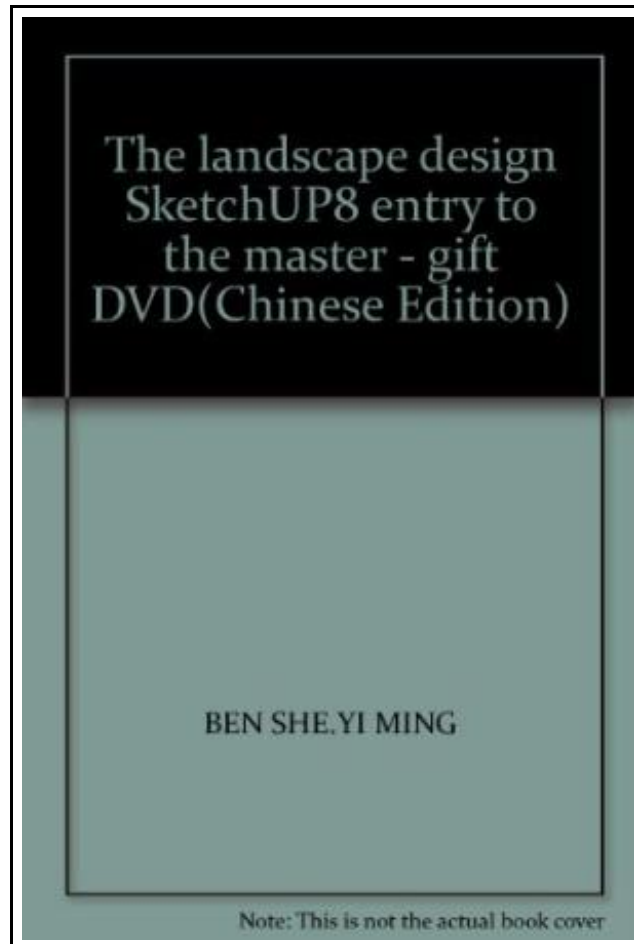 The landscape design
SketchUP8 entry to
the master - gift
DVD(Chinese Edition)
BEN SHE.YI MING
Note: This is not the actual book cover